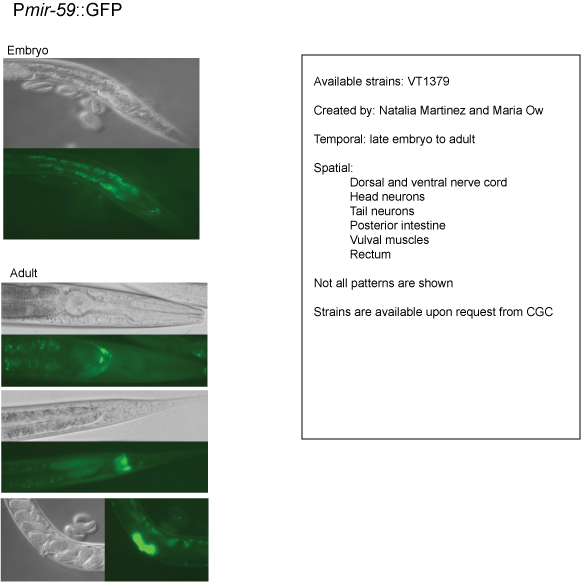 Pmir-59::GFP
Embryo
Adult
Available strains: VT1379
Created by: Natalia Martinez and Maria Ow
Temporal: late embryo to adult
Spatial:
Dorsal and ventral nerve cord
Head neurons
Tail neurons
Posterior intestine
Vulval muscles
Rectum
Not all patterns are shown
Strains are available upon request from CGC